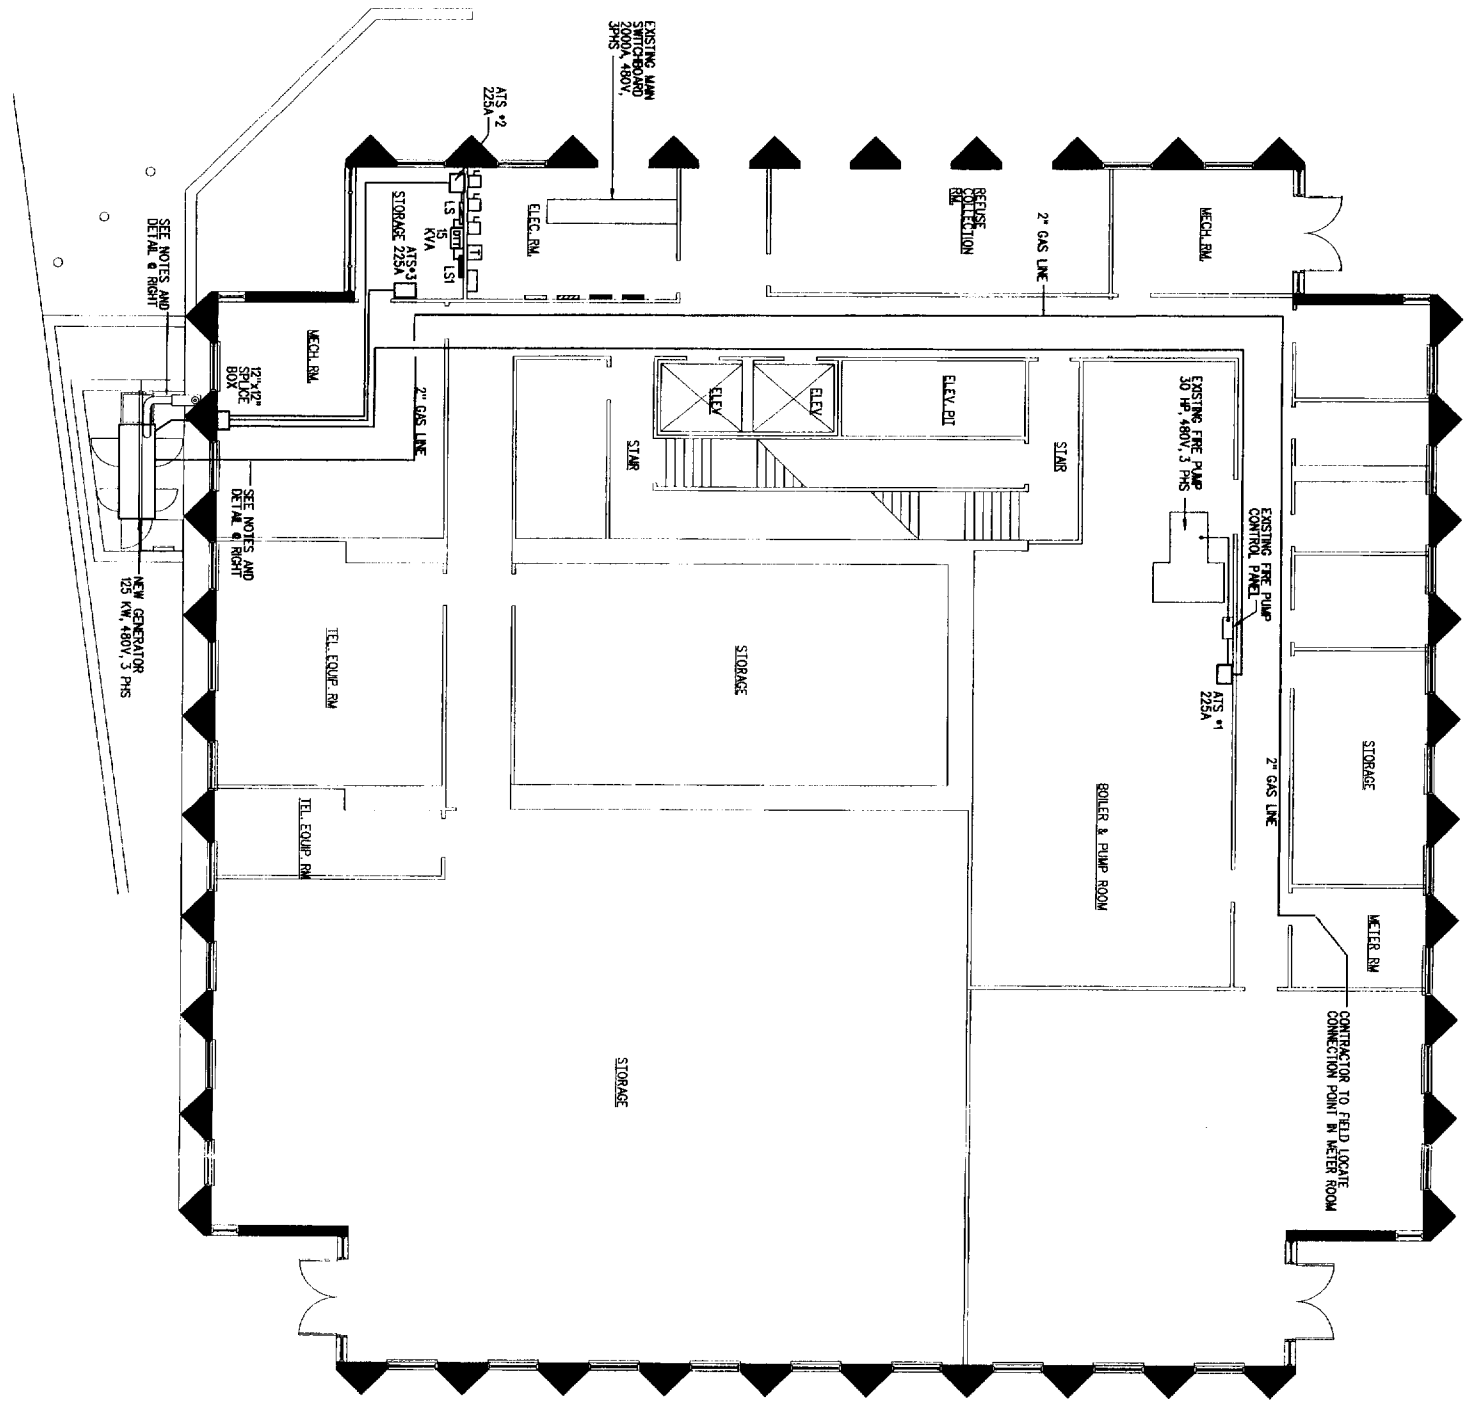 EXISTING MAIN
SWITCHBOARD
2000A, 480V,
3PHS
ATS #2
225A
REFUSE
COLLECTION
RM.
MECH. RM.
ELEC. RM.
2" GAS LINE
STORAGE
LS
15
KVA
T
LS1
ATS#3
225A
SEE NOTES AND
DETAIL @ RIGHT
MECH. RM.
12"x12"
SPLICE
BOX
2" GAS LINE
ELEV
ELEV
ELEV. PIT
EXISTING FIRE PUMP
30 HP, 480V, 3 PHS
STAIR
STAIR
SEE NOTES AND
DETAIL @ RIGHT
EXISTING FIRE PUMP
CONTROL PANEL
NEW GENERATOR
125 KW, 480V, 3 PHS
TEL. EQUIP. RM
STORAGE
ATS #1
225A
STORAGE
2" GAS LINE
TEL. EQUIP. RM
BOILER & PUMP ROOM
METER RM
CONTRACTOR TO FIELD LOCATE
CONNECTION POINT IN METER ROOM
STORAGE